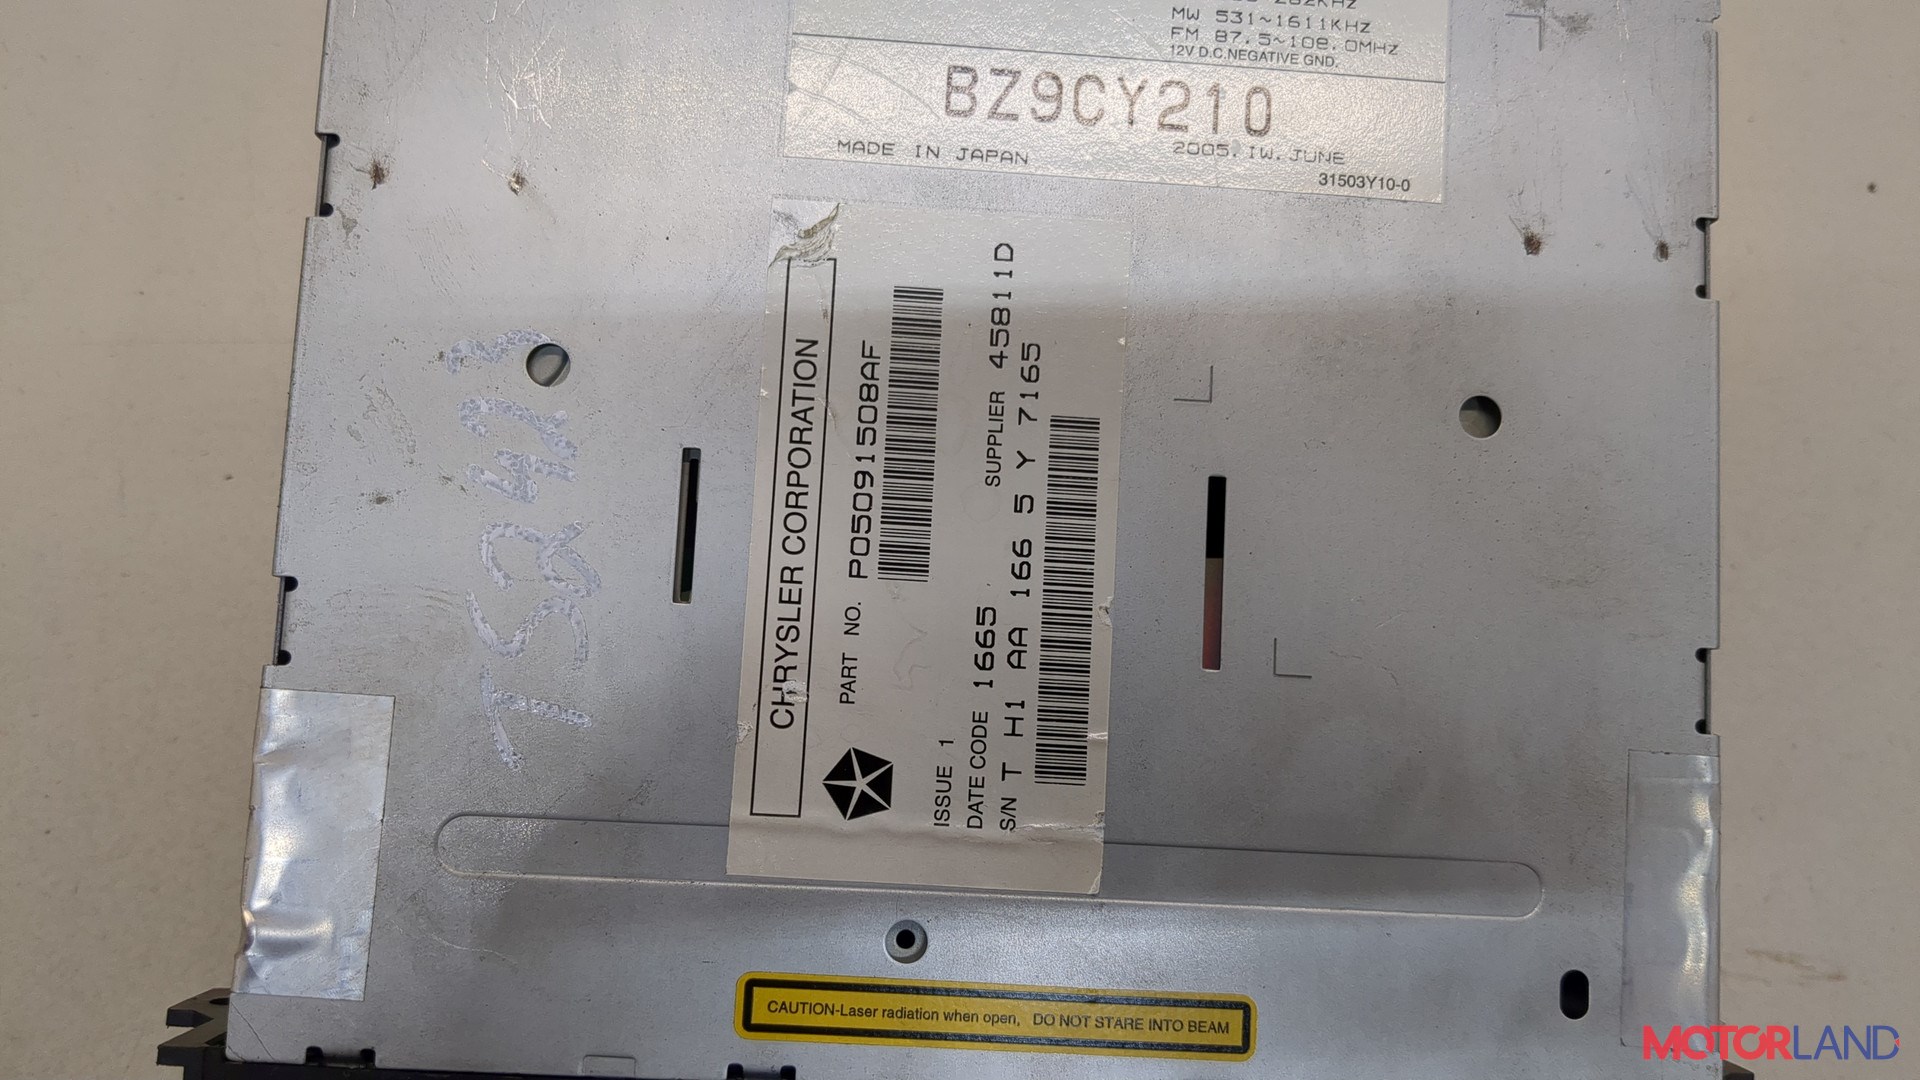 MW 531~1611KHz
FM 87.5~108.0MHz
12V D.C.NEGATIVE GND.
BZ9CY210
MADE IN JAPAN
2005. 1W. JUNE
31503Y10-0
CHRYSLER CORPORATION
PART NO. P05091508AF
ISSUE 1
DATE CODE 1665 SUPPLIER 45811D
S/N T H1 AA 166 5 Y 7165
CAUTION-Laser radiation when open, DO NOT STARE INTO BEAM
MOTORLAND